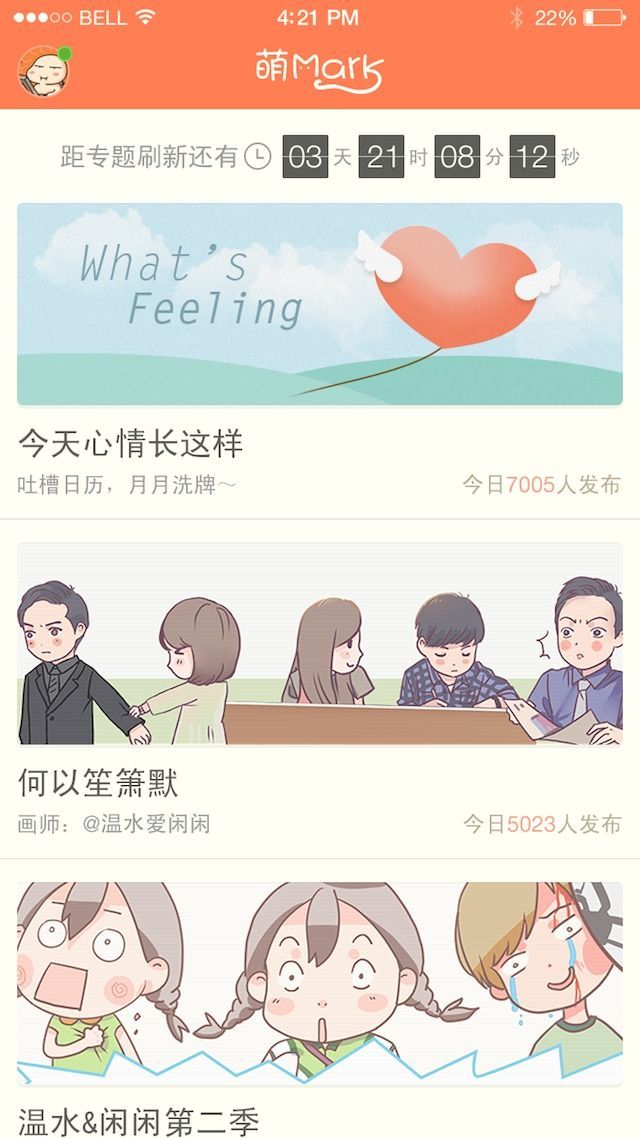 BELL 4:21 PM 22%
萌Mark
距专题刷新还有 03 天 21 时 08 分 12 秒
What's
Feeling
今天心情长这样
吐槽日历，月月洗牌～ 今日7005人发布
何以笙箫默
画师：@温水爱闲闲 今日5023人发布
温水&闲闲第二季